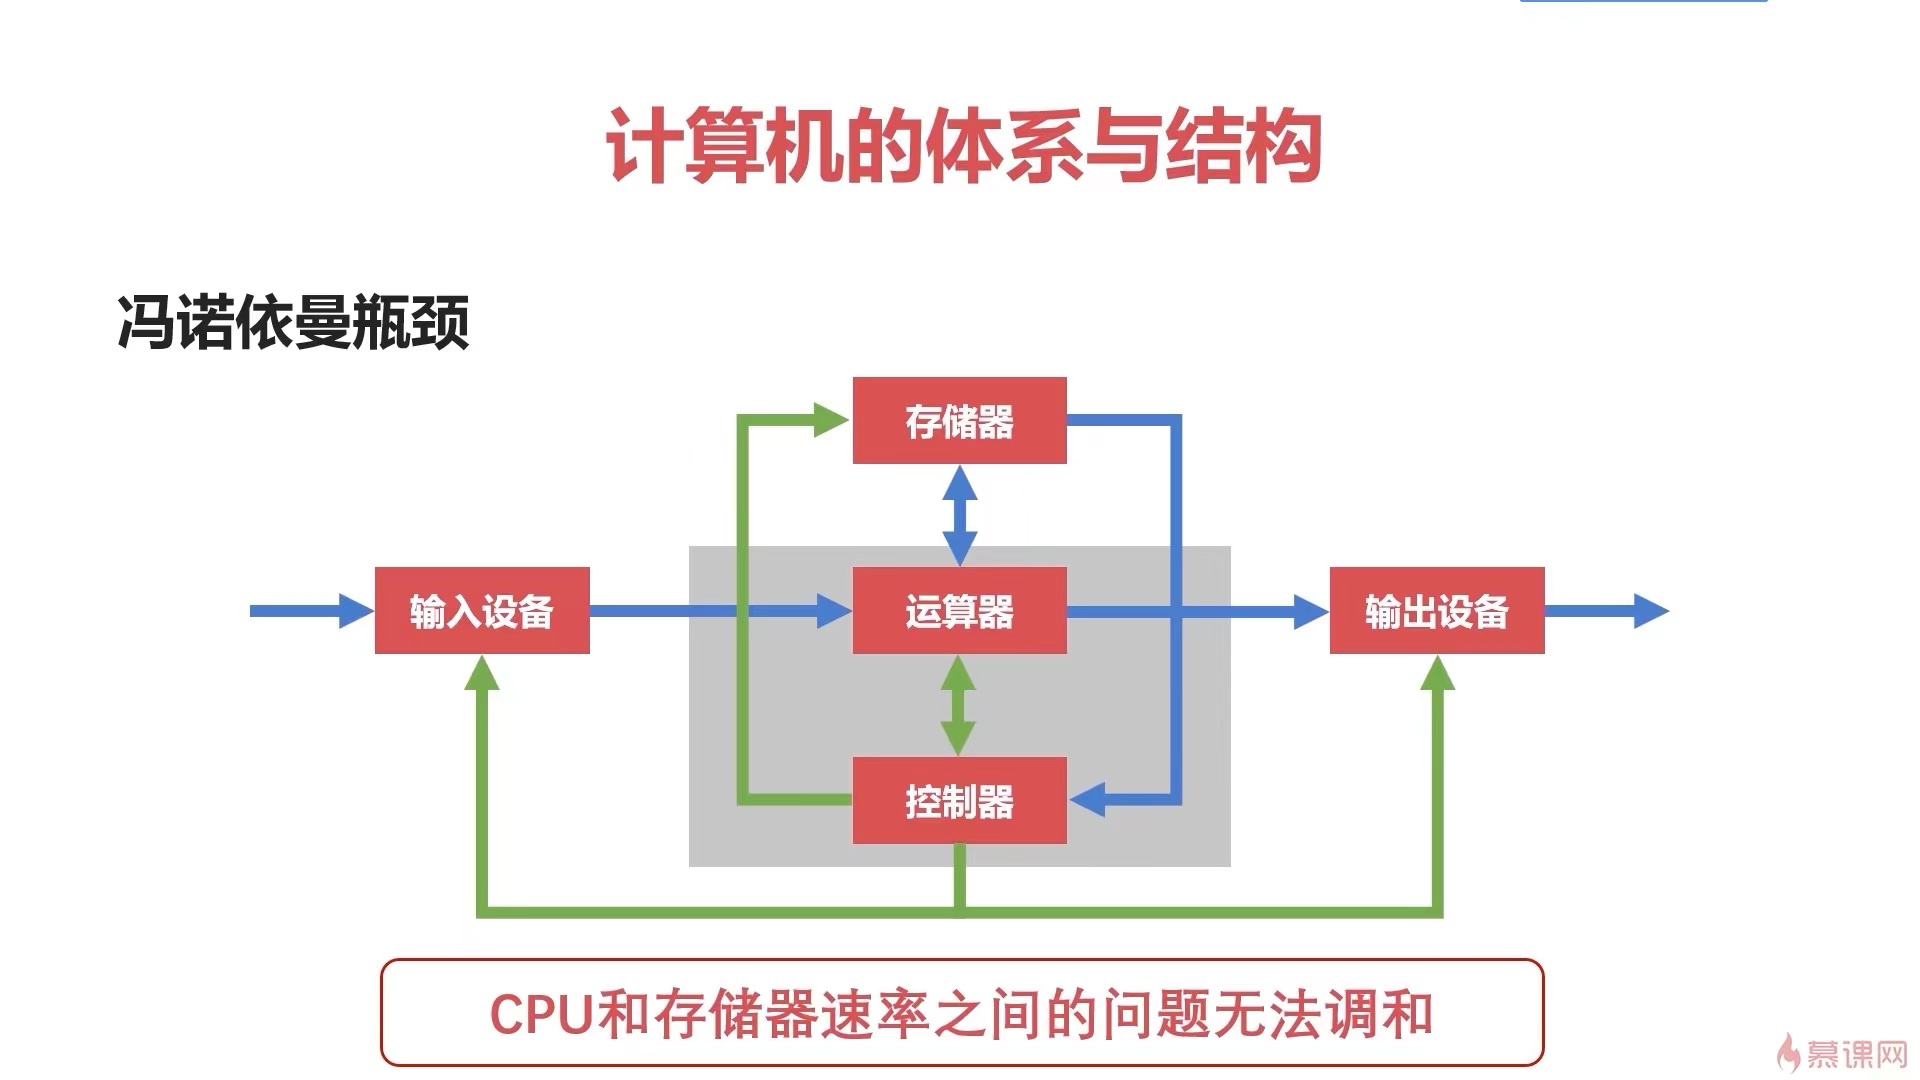 计算机的体系与结构
冯诺依曼瓶颈
存储器
输入设备
运算器
输出设备
控制器
CPU和存储器速率之间的问题无法调和
慕课网